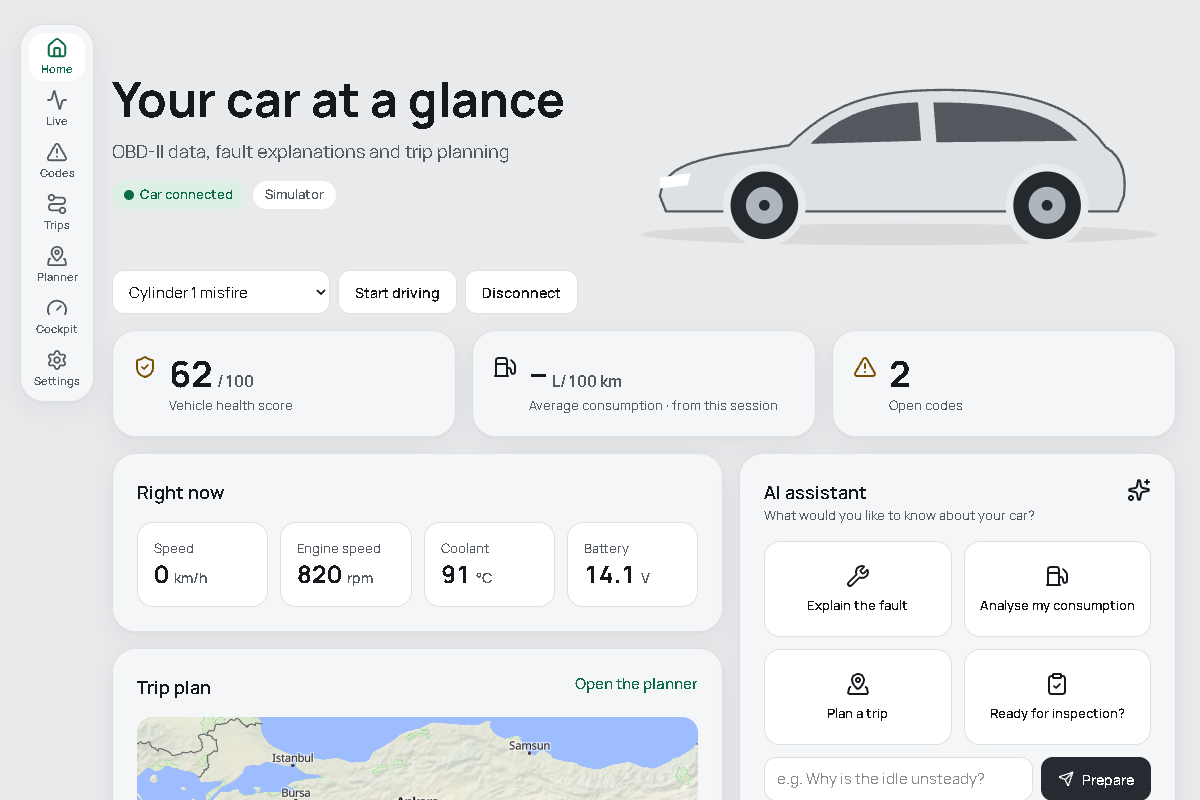 Home
Live
Codes
Trips
Planner
Cockpit
Settings
Your car at a glance
OBD-II data, fault explanations and trip planning
Car connected
Simulator
Cylinder 1 misfire
Start driving
Disconnect
62 / 100
Vehicle health score
– L/100 km
Average consumption · from this session
2
Open codes
Right now
Speed
0 km/h
Engine speed
820 rpm
Coolant
91 °C
Battery
14.1 V
Trip plan
Open the planner
Istanbul
Samsun
Bursa
AI assistant
What would you like to know about your car?
Explain the fault
Analyse my consumption
Plan a trip
Ready for inspection?
e.g. Why is the idle unsteady?
Prepare